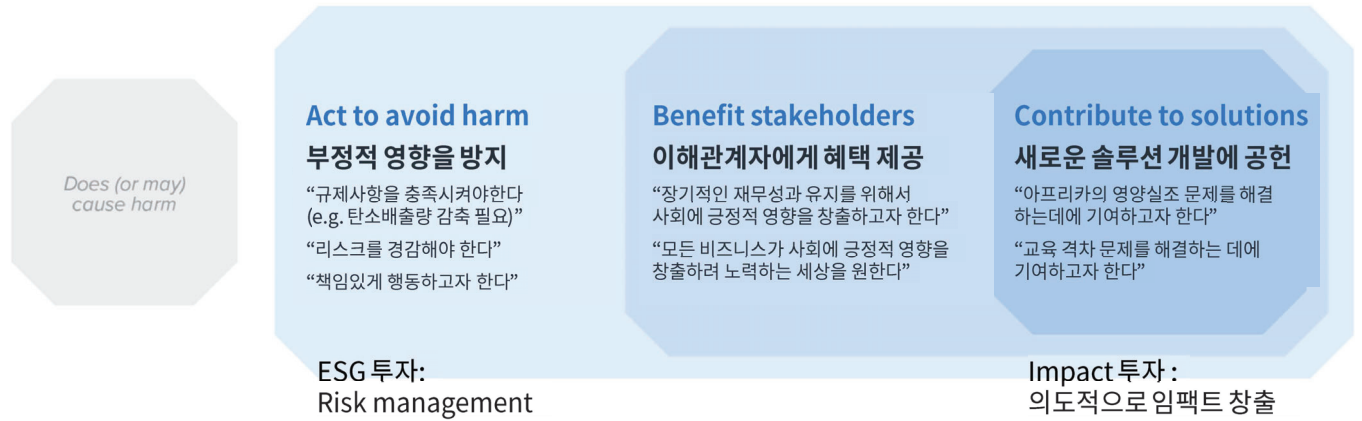 Does (or may)
cause harm
Act to avoid harm
부정적 영향을 방지
“규제사항을 충족시켜야한다
(e.g. 탄소배출량 감축 필요)”
“리스크를 경감해야 한다”
“책임있게 행동하고자 한다”
ESG 투자:
Risk management
Benefit stakeholders
이해관계자에게 혜택 제공
“장기적인 재무성과 유지를 위해서
사회에 긍정적 영향을 창출하고자 한다”
“모든 비즈니스가 사회에 긍정적 영향을
창출하려 노력하는 세상을 원한다”
Contribute to solutions
새로운 솔루션 개발에 공헌
“아프리카의 영양실조 문제를 해결
하는데에 기여하고자 한다”
“교육 격차 문제를 해결하는 데에
기여하고자 한다”
Impact 투자 :
의도적으로 임팩트 창출